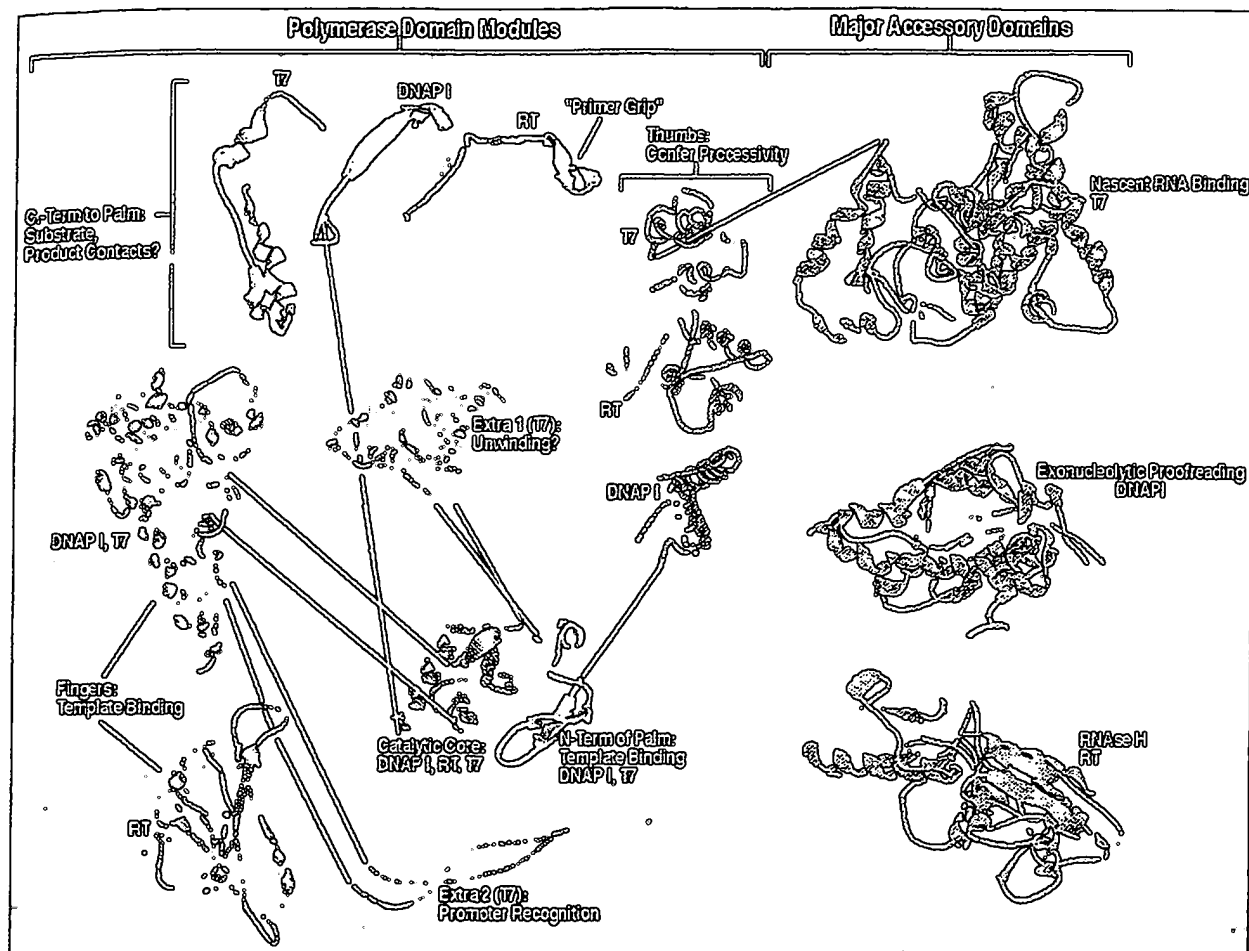 Polymerase Domain Modules
Major Accessory Domains
T7
DNAP I
RT
"Primer Grip"
Thumbs:
Confer Processivity
C.-Term to Palm:
Substrate,
Product Contacts?
T7
Nascent RNA Binding
T7
RT
Extra 1 (T7):
Unwinding?
DNAP I, T7
DNAP I
Exonucleolytic Proofreading
DNAPI
Fingers:
Template Binding
Catalytic Core:
DNAP I, RT, T7
N-Term of Palm:
Template Binding
DNAP I, T7
RNAse H
RT
RT
Extra 2 (T7):
Promoter Recognition